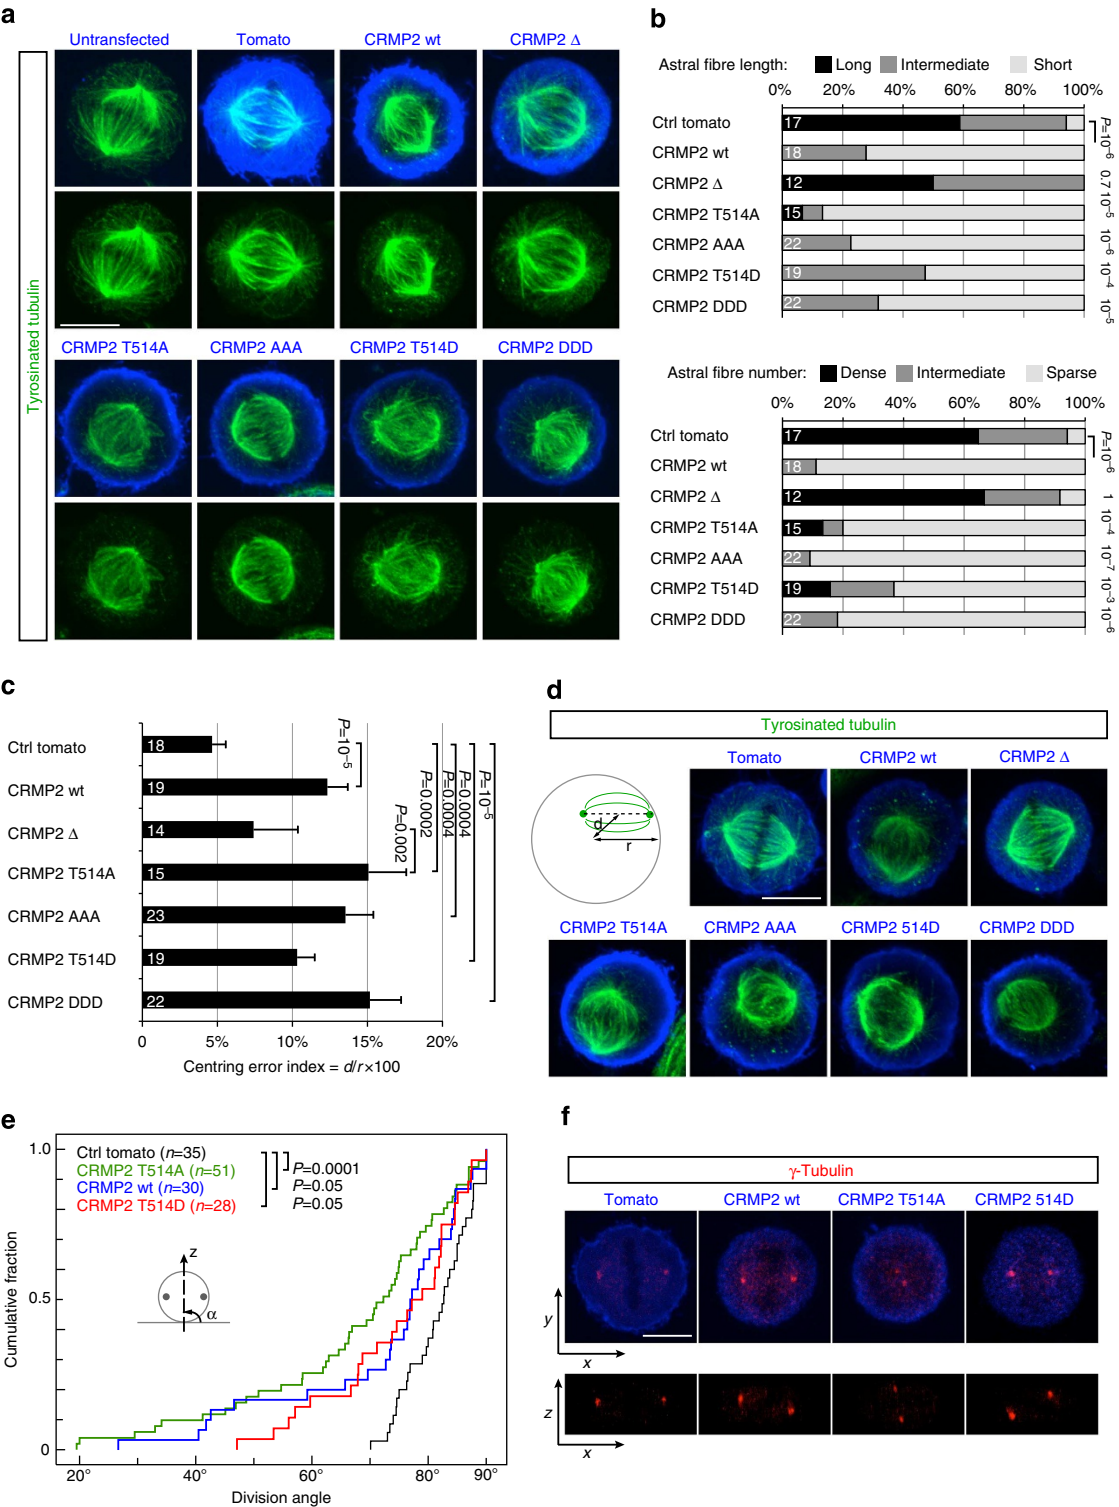 a
Untransfected Tomato CRMP2 wt CRMP2 Δ
Tyrosinated tubulin
CRMP2 T514A CRMP2 AAA CRMP2 T514D CRMP2 DDD
b
Astral fibre length: Long Intermediate Short
0% 20% 40% 60% 80% 100%
Ctrl tomato 17
CRMP2 wt 18
CRMP2 Δ 12
CRMP2 T514A 15
CRMP2 AAA 22
CRMP2 T514D 19
CRMP2 DDD 22
P=10⁻⁶
0.7
10⁻⁵
10⁻⁶
10⁻⁴
10⁻⁵
Astral fibre number: Dense Intermediate Sparse
0% 20% 40% 60% 80% 100%
Ctrl tomato 17
CRMP2 wt 18
CRMP2 Δ 12
CRMP2 T514A 15
CRMP2 AAA 22
CRMP2 T514D 19
CRMP2 DDD 22
P=10⁻⁶
1
10⁻⁴
10⁻⁷
10⁻³
10⁻⁶
c
Ctrl tomato 18
CRMP2 wt 19
CRMP2 Δ 14
CRMP2 T514A 15
CRMP2 AAA 23
CRMP2 T514D 19
CRMP2 DDD 22
P=10⁻⁵
P=0.002
P=0.0002
P=0.0004
P=0.0004
P=10⁻⁵
0 5% 10% 15% 20%
Centring error index = d/r×100
d
Tyrosinated tubulin
Tomato CRMP2 wt CRMP2 Δ
d
r
CRMP2 T514A CRMP2 AAA CRMP2 514D CRMP2 DDD
e
Cumulative fraction
1.0
0.5
0
Ctrl tomato (n=35)
CRMP2 T514A (n=51)
CRMP2 wt (n=30)
CRMP2 T514D (n=28)
P=0.0001
P=0.05
P=0.05
z
α
20° 40° 60° 80° 90°
Division angle
f
γ-Tubulin
Tomato CRMP2 wt CRMP2 T514A CRMP2 514D
y
x
z
x